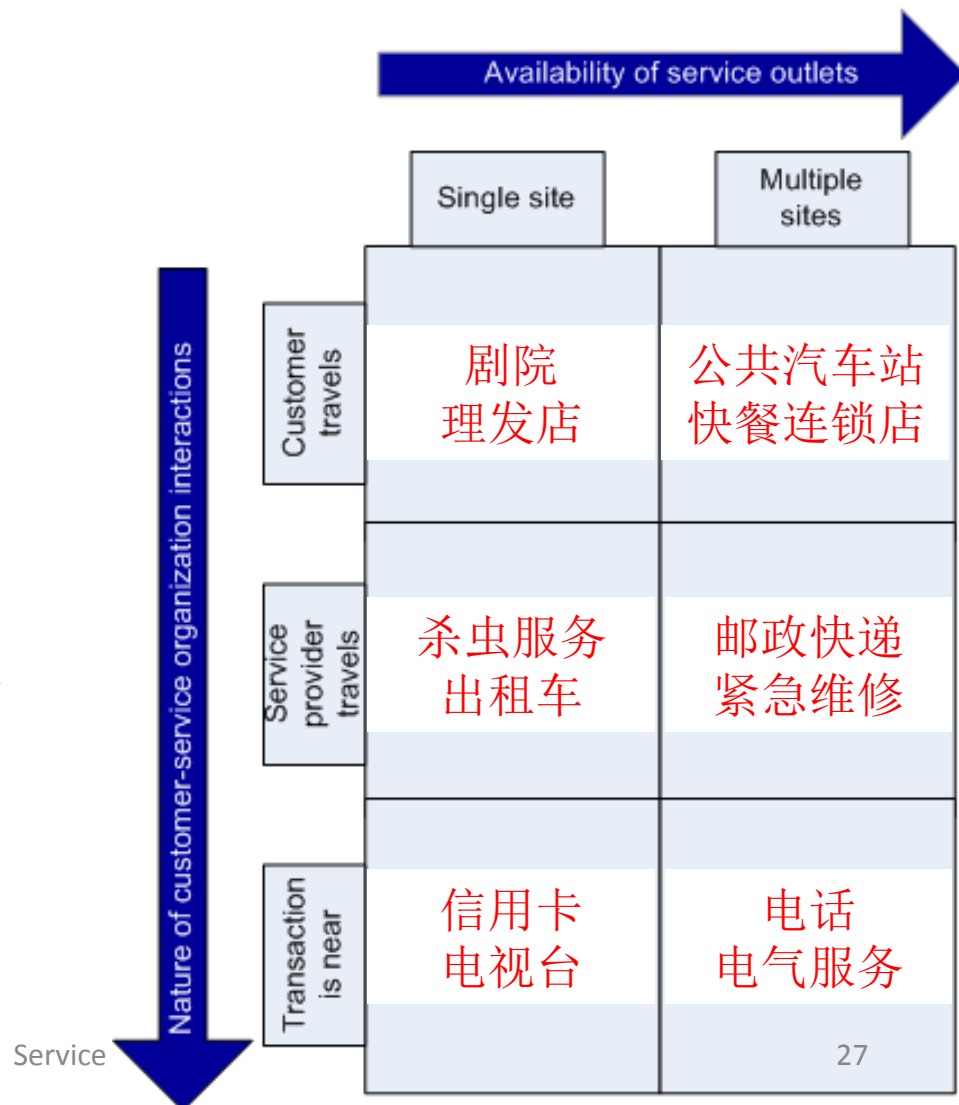 Availability of service outlets
Single site
Multiple
sites
Nature of customer-service organization interactions
Customer
travels
剧院
理发店
公共汽车站
快餐连锁店
Service
provider
travels
杀虫服务
出租车
邮政快递
紧急维修
Transaction
is near
信用卡
电视台
电话
电气服务
Service
27